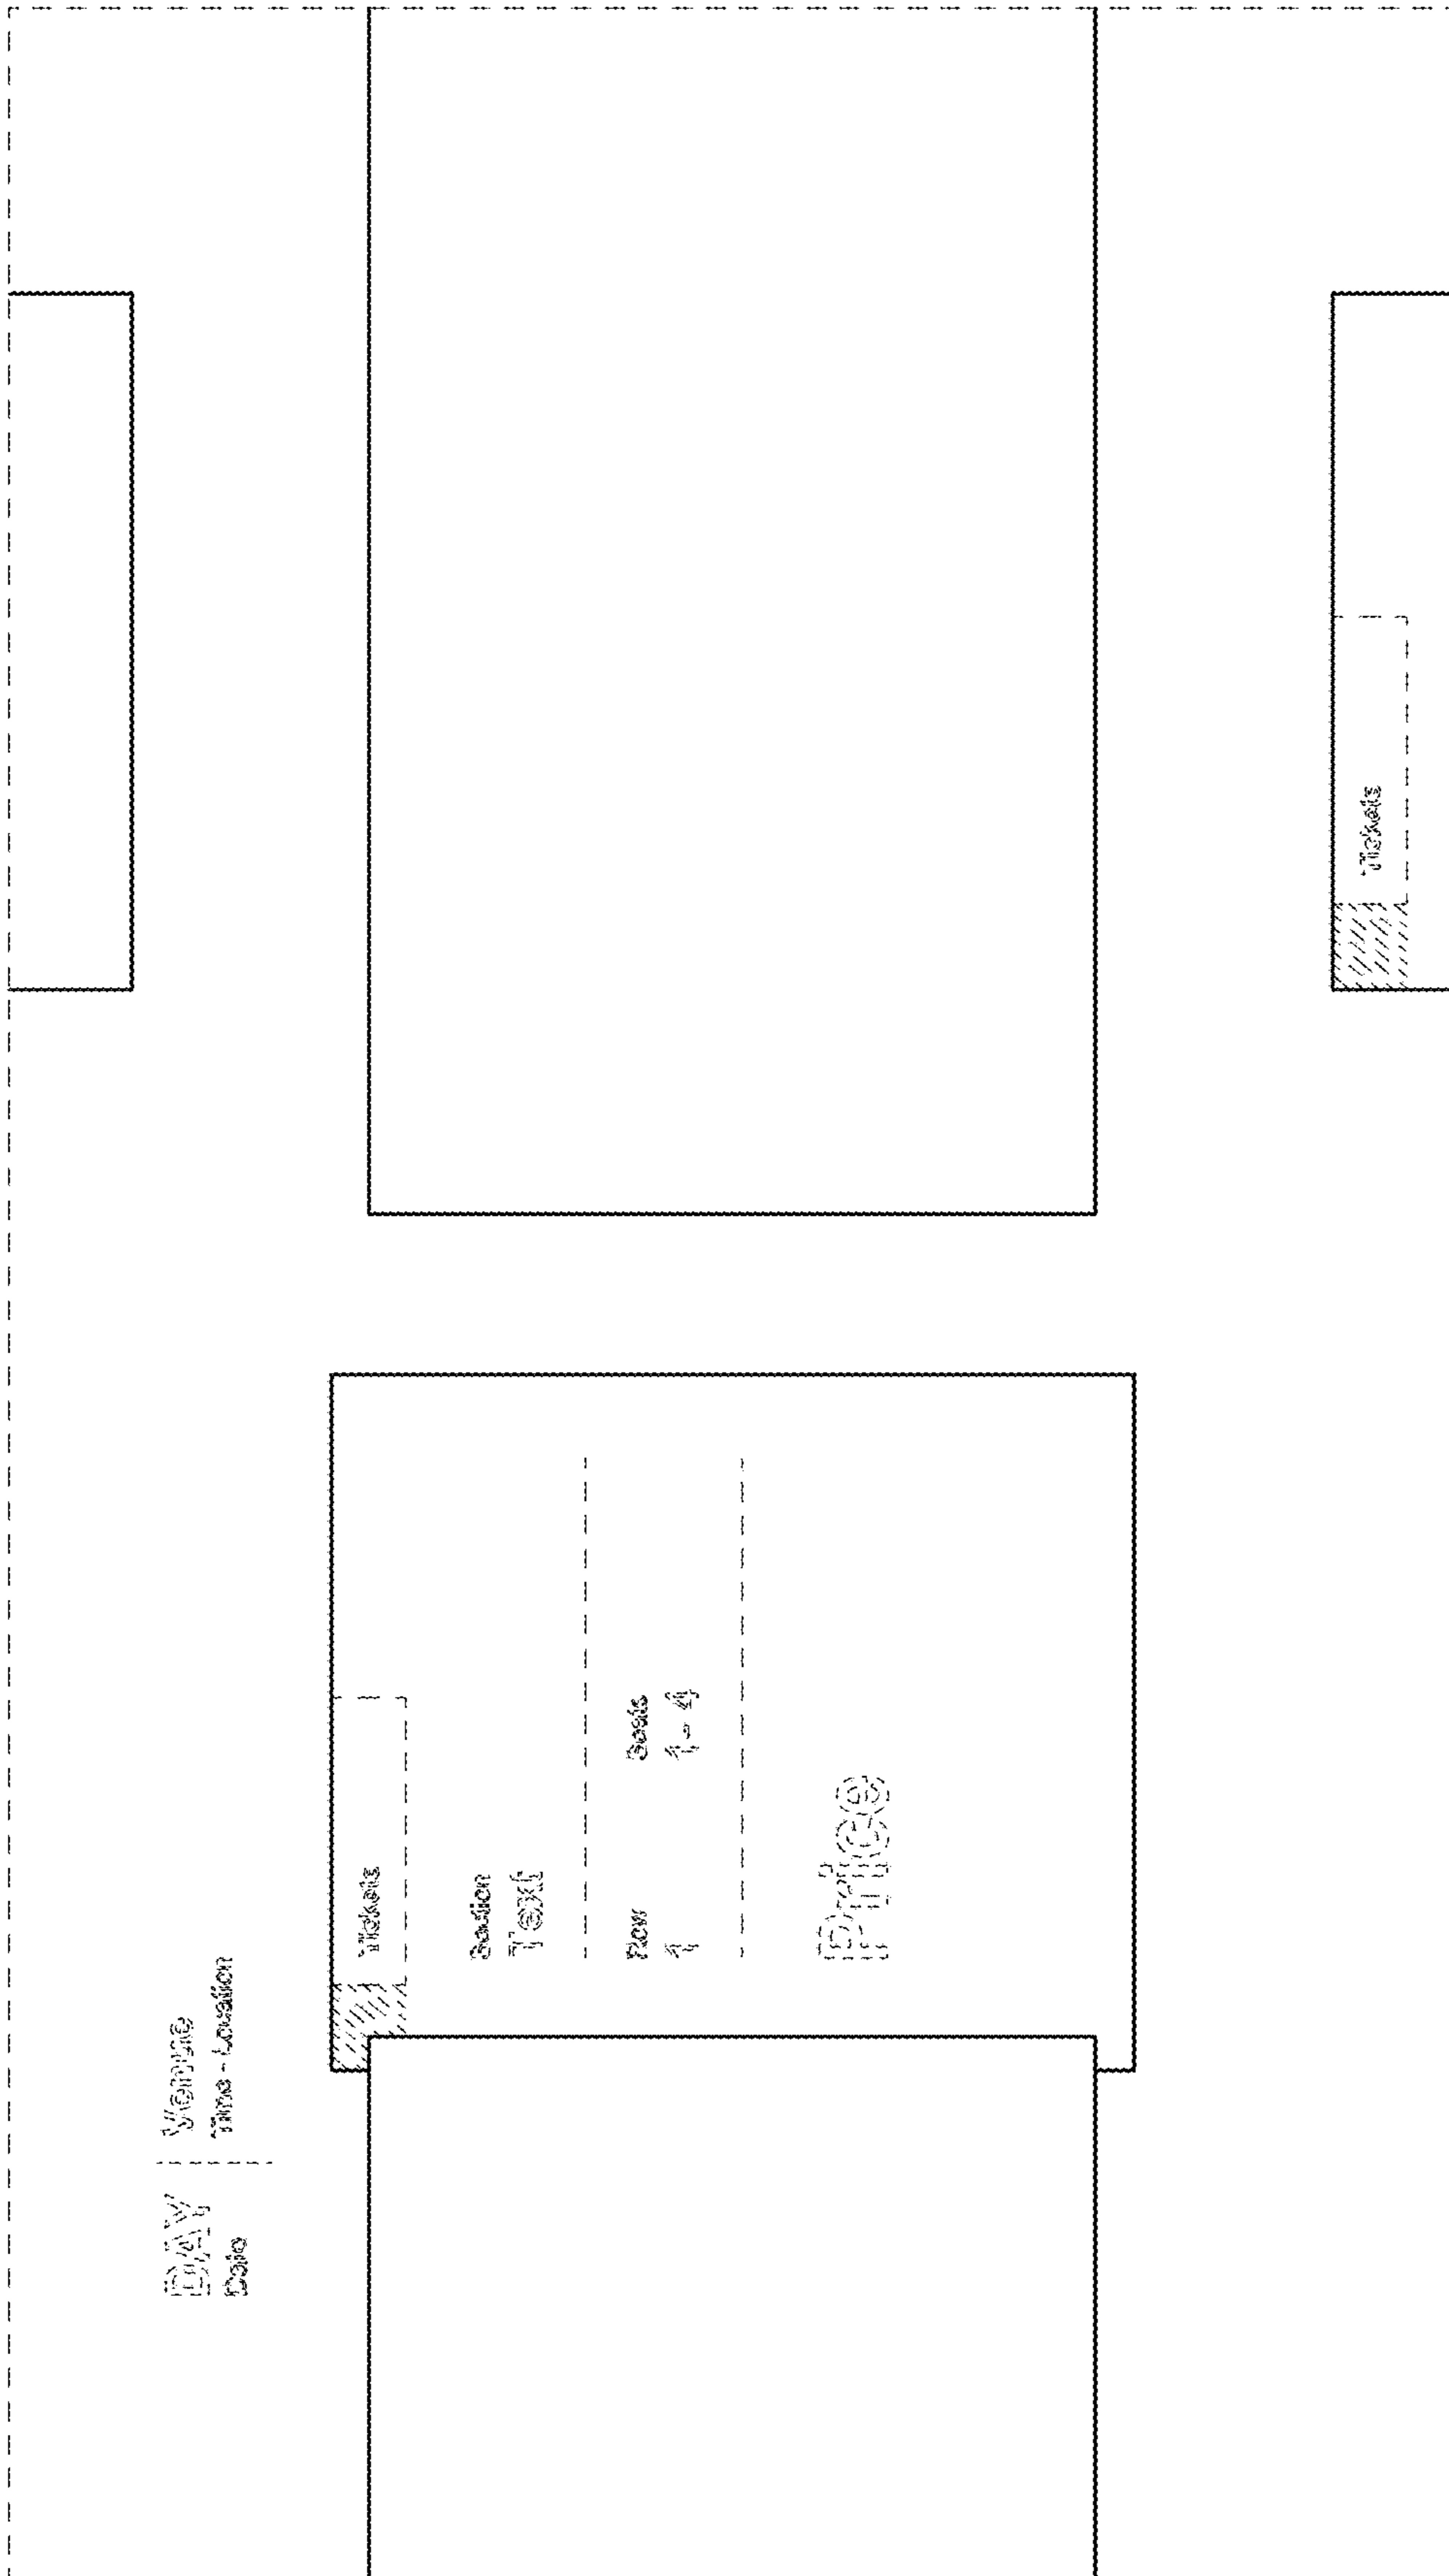 DAY
Date
Venue
Time - Location
Tickets
Section
Text
Row
1
Seats
1 - 4
Price
Tickets